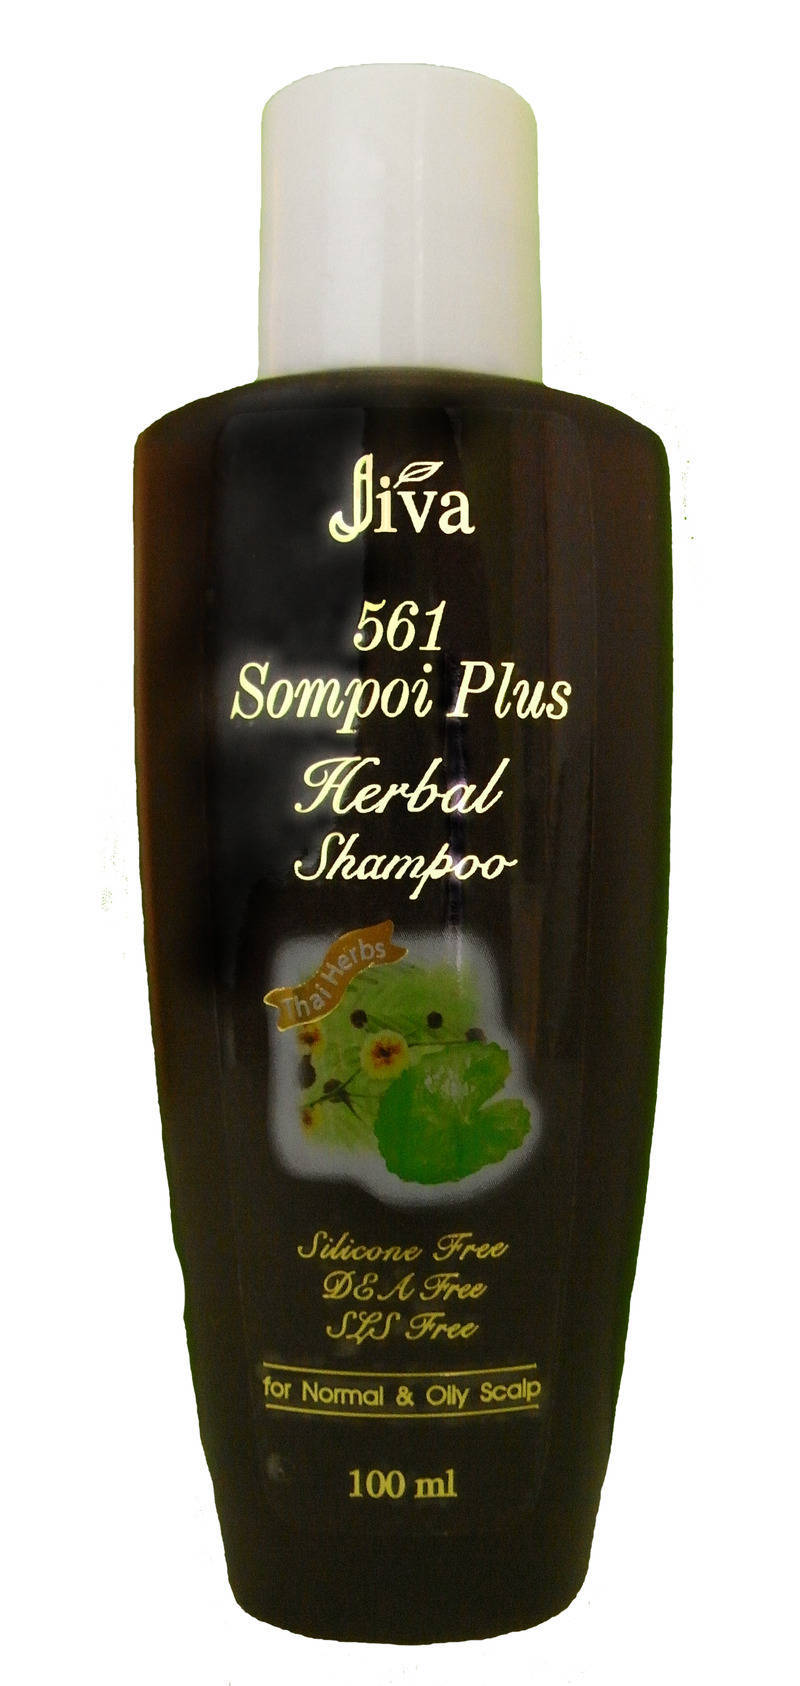 Jiva
561
Sompoi Plus
Herbal
Shampoo
Thai Herbs
Silicone Free
DEA Free
SLS Free
for Normal & Oily Scalp
100 ml